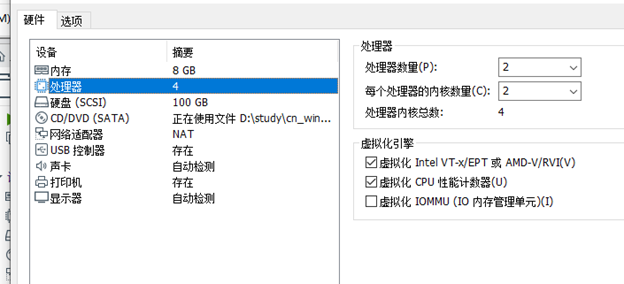 硬件 选项
设备 摘要
内存 8 GB
处理器 4
硬盘 (SCSI) 100 GB
CD/DVD (SATA) 正在使用文件 D:\study\cn_win...
网络适配器 NAT
USB 控制器 存在
声卡 自动检测
打印机 存在
显示器 自动检测
处理器
处理器数量(P): 2
每个处理器的内核数量(C): 2
处理器内核总数: 4
虚拟化引擎
虚拟化 Intel VT-x/EPT 或 AMD-V/RVI(V)
虚拟化 CPU 性能计数器(U)
虚拟化 IOMMU (IO 内存管理单元)(I)